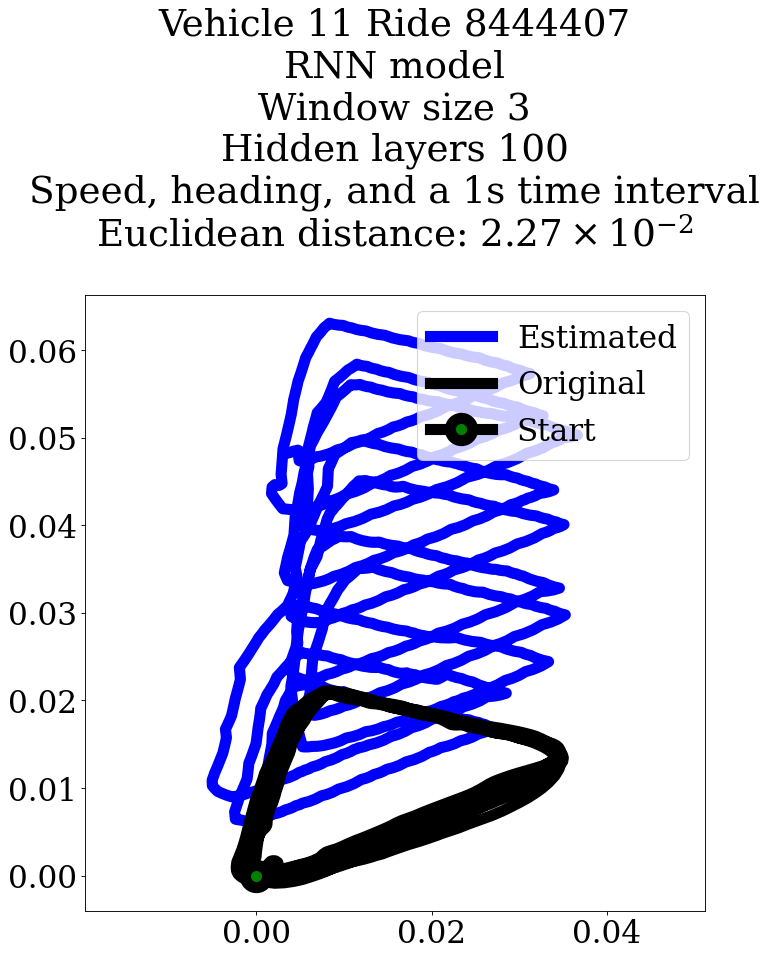 Vehicle 11 Ride 8444407
RNN model
Window size 3
Hidden layers 100
Speed, heading, and a 1s time interval
Euclidean distance: 2.27 × 10⁻²
Estimated
Original
Start
0.06
0.05
0.04
0.03
0.02
0.01
0.00
0.00 0.02 0.04